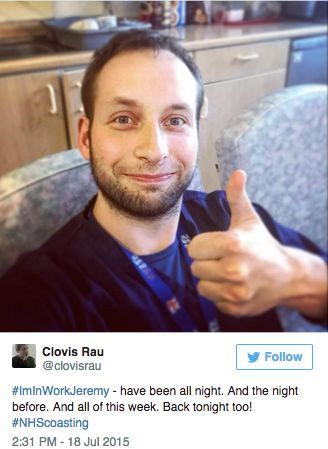 Clovis Rau
@clovisrau
Follow
#ImInWorkJeremy - have been all night. And the night
before. And all of this week. Back tonight too!
#NHScoasting
2:31 PM - 18 Jul 2015